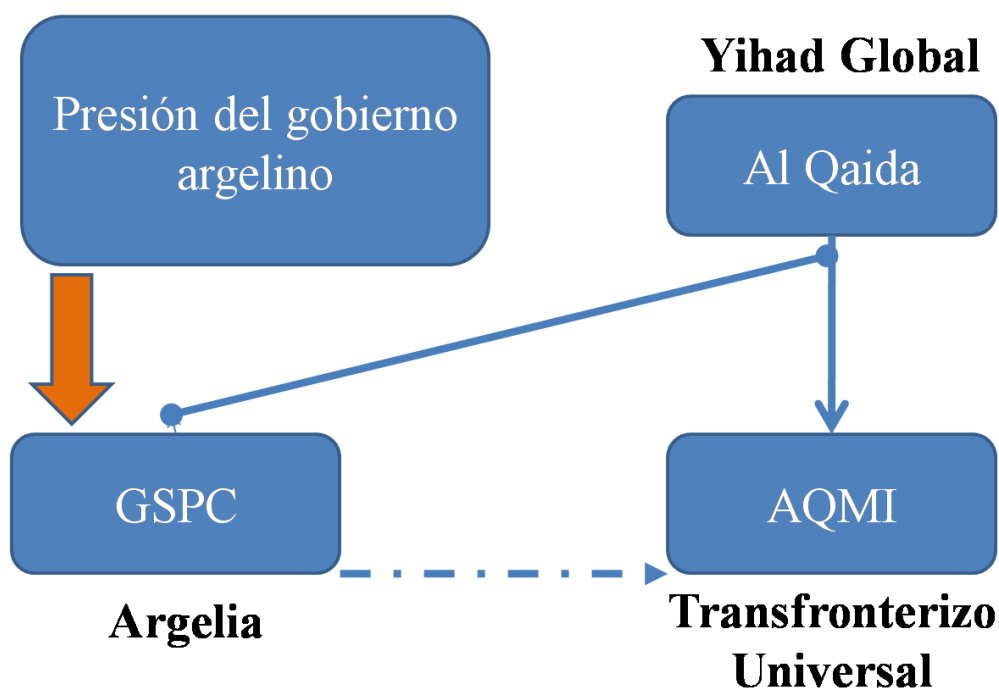 Presión del gobierno
argelino
Yihad Global
Al Qaida
GSPC
Argelia
AQMI
Transfronterizo
Universal